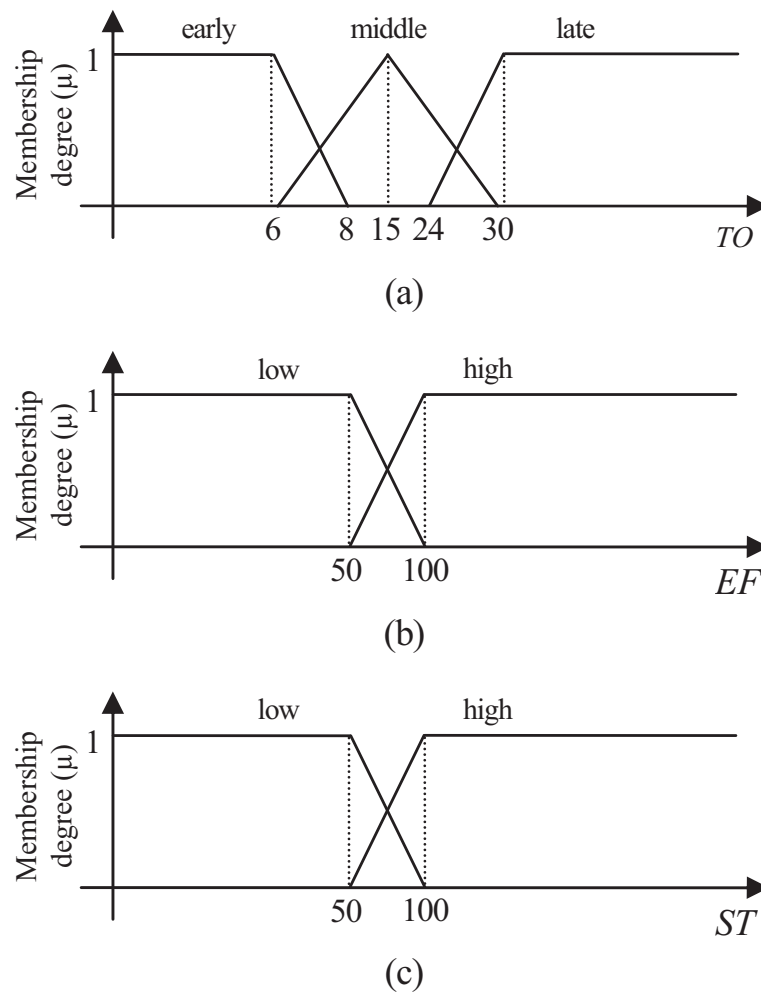 early middle late
1
Membership
degree (μ)
6 8 15 24 30
TO
(a)
low high
1
Membership
degree (μ)
50 100
EF
(b)
low high
1
Membership
degree (μ)
50 100
ST
(c)